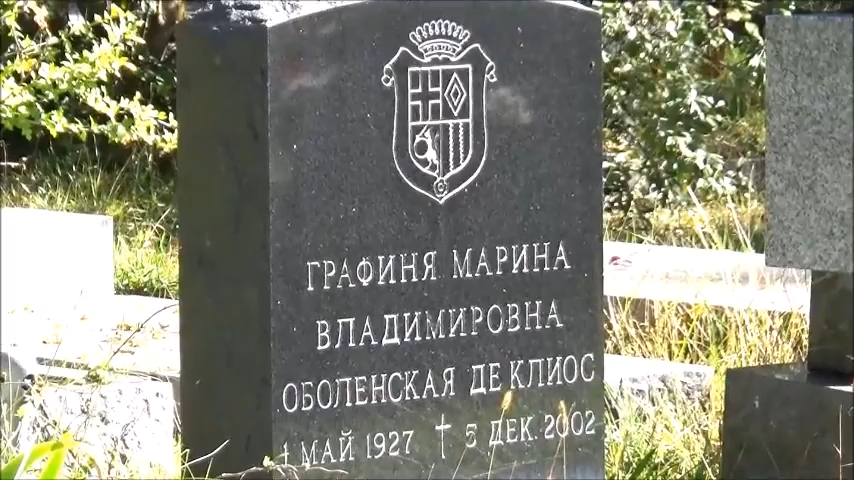 ГРАФИНЯ МАРИНА
ВЛАДИМИРОВНА
ОБОЛЕНСКАЯ ДЕ КЛИОС
1 МАЙ 1927 † 5 ДЕК. 2002